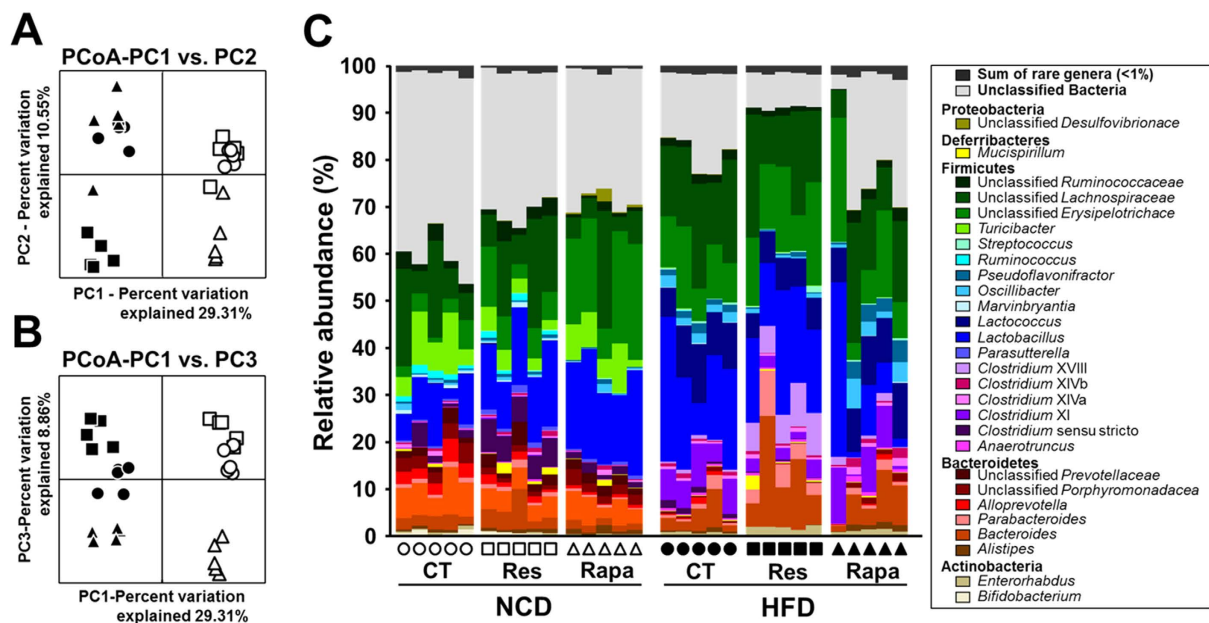 A
PCoA-PC1 vs. PC2
PC2 - Percent variation
explained 10.55%
PC1 - Percent variation
explained 29.31%
B
PCoA-PC1 vs. PC3
PC3-Percent variation
explained 8.86%
PC1-Percent variation
explained 29.31%
C
Relative abundance (%)
100
90
80
70
60
50
40
30
20
10
0
CT
Res
Rapa
CT
Res
Rapa
NCD
HFD
Sum of rare genera (<1%)
Unclassified Bacteria
Proteobacteria
Unclassified Desulfovibrionace
Deferribacteres
Mucispirillum
Firmicutes
Unclassified Ruminococcaceae
Unclassified Lachnospiraceae
Unclassified Erysipelotrichace
Turicibacter
Streptococcus
Ruminococcus
Pseudoflavonifractor
Oscillibacter
Marvinbryantia
Lactococcus
Lactobacillus
Parasutterella
Clostridium XVIII
Clostridium XIVb
Clostridium XIVa
Clostridium XI
Clostridium sensu stricto
Anaerotruncus
Bacteroidetes
Unclassified Prevotellaceae
Unclassified Porphyromonadacea
Alloprevotella
Parabacteroides
Bacteroides
Alistipes
Actinobacteria
Enterorhabdus
Bifidobacterium